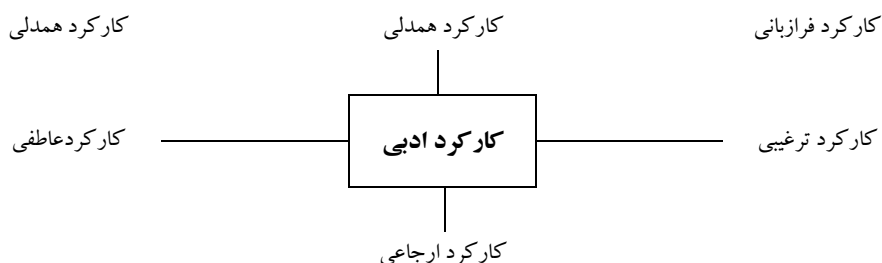 کارکرد فرازبانی
کارکرد همدلی
کارکرد همدلی
کارکرد ترغیبی
کارکرد ادبی
کارکردعاطفی
کارکرد ارجاعی